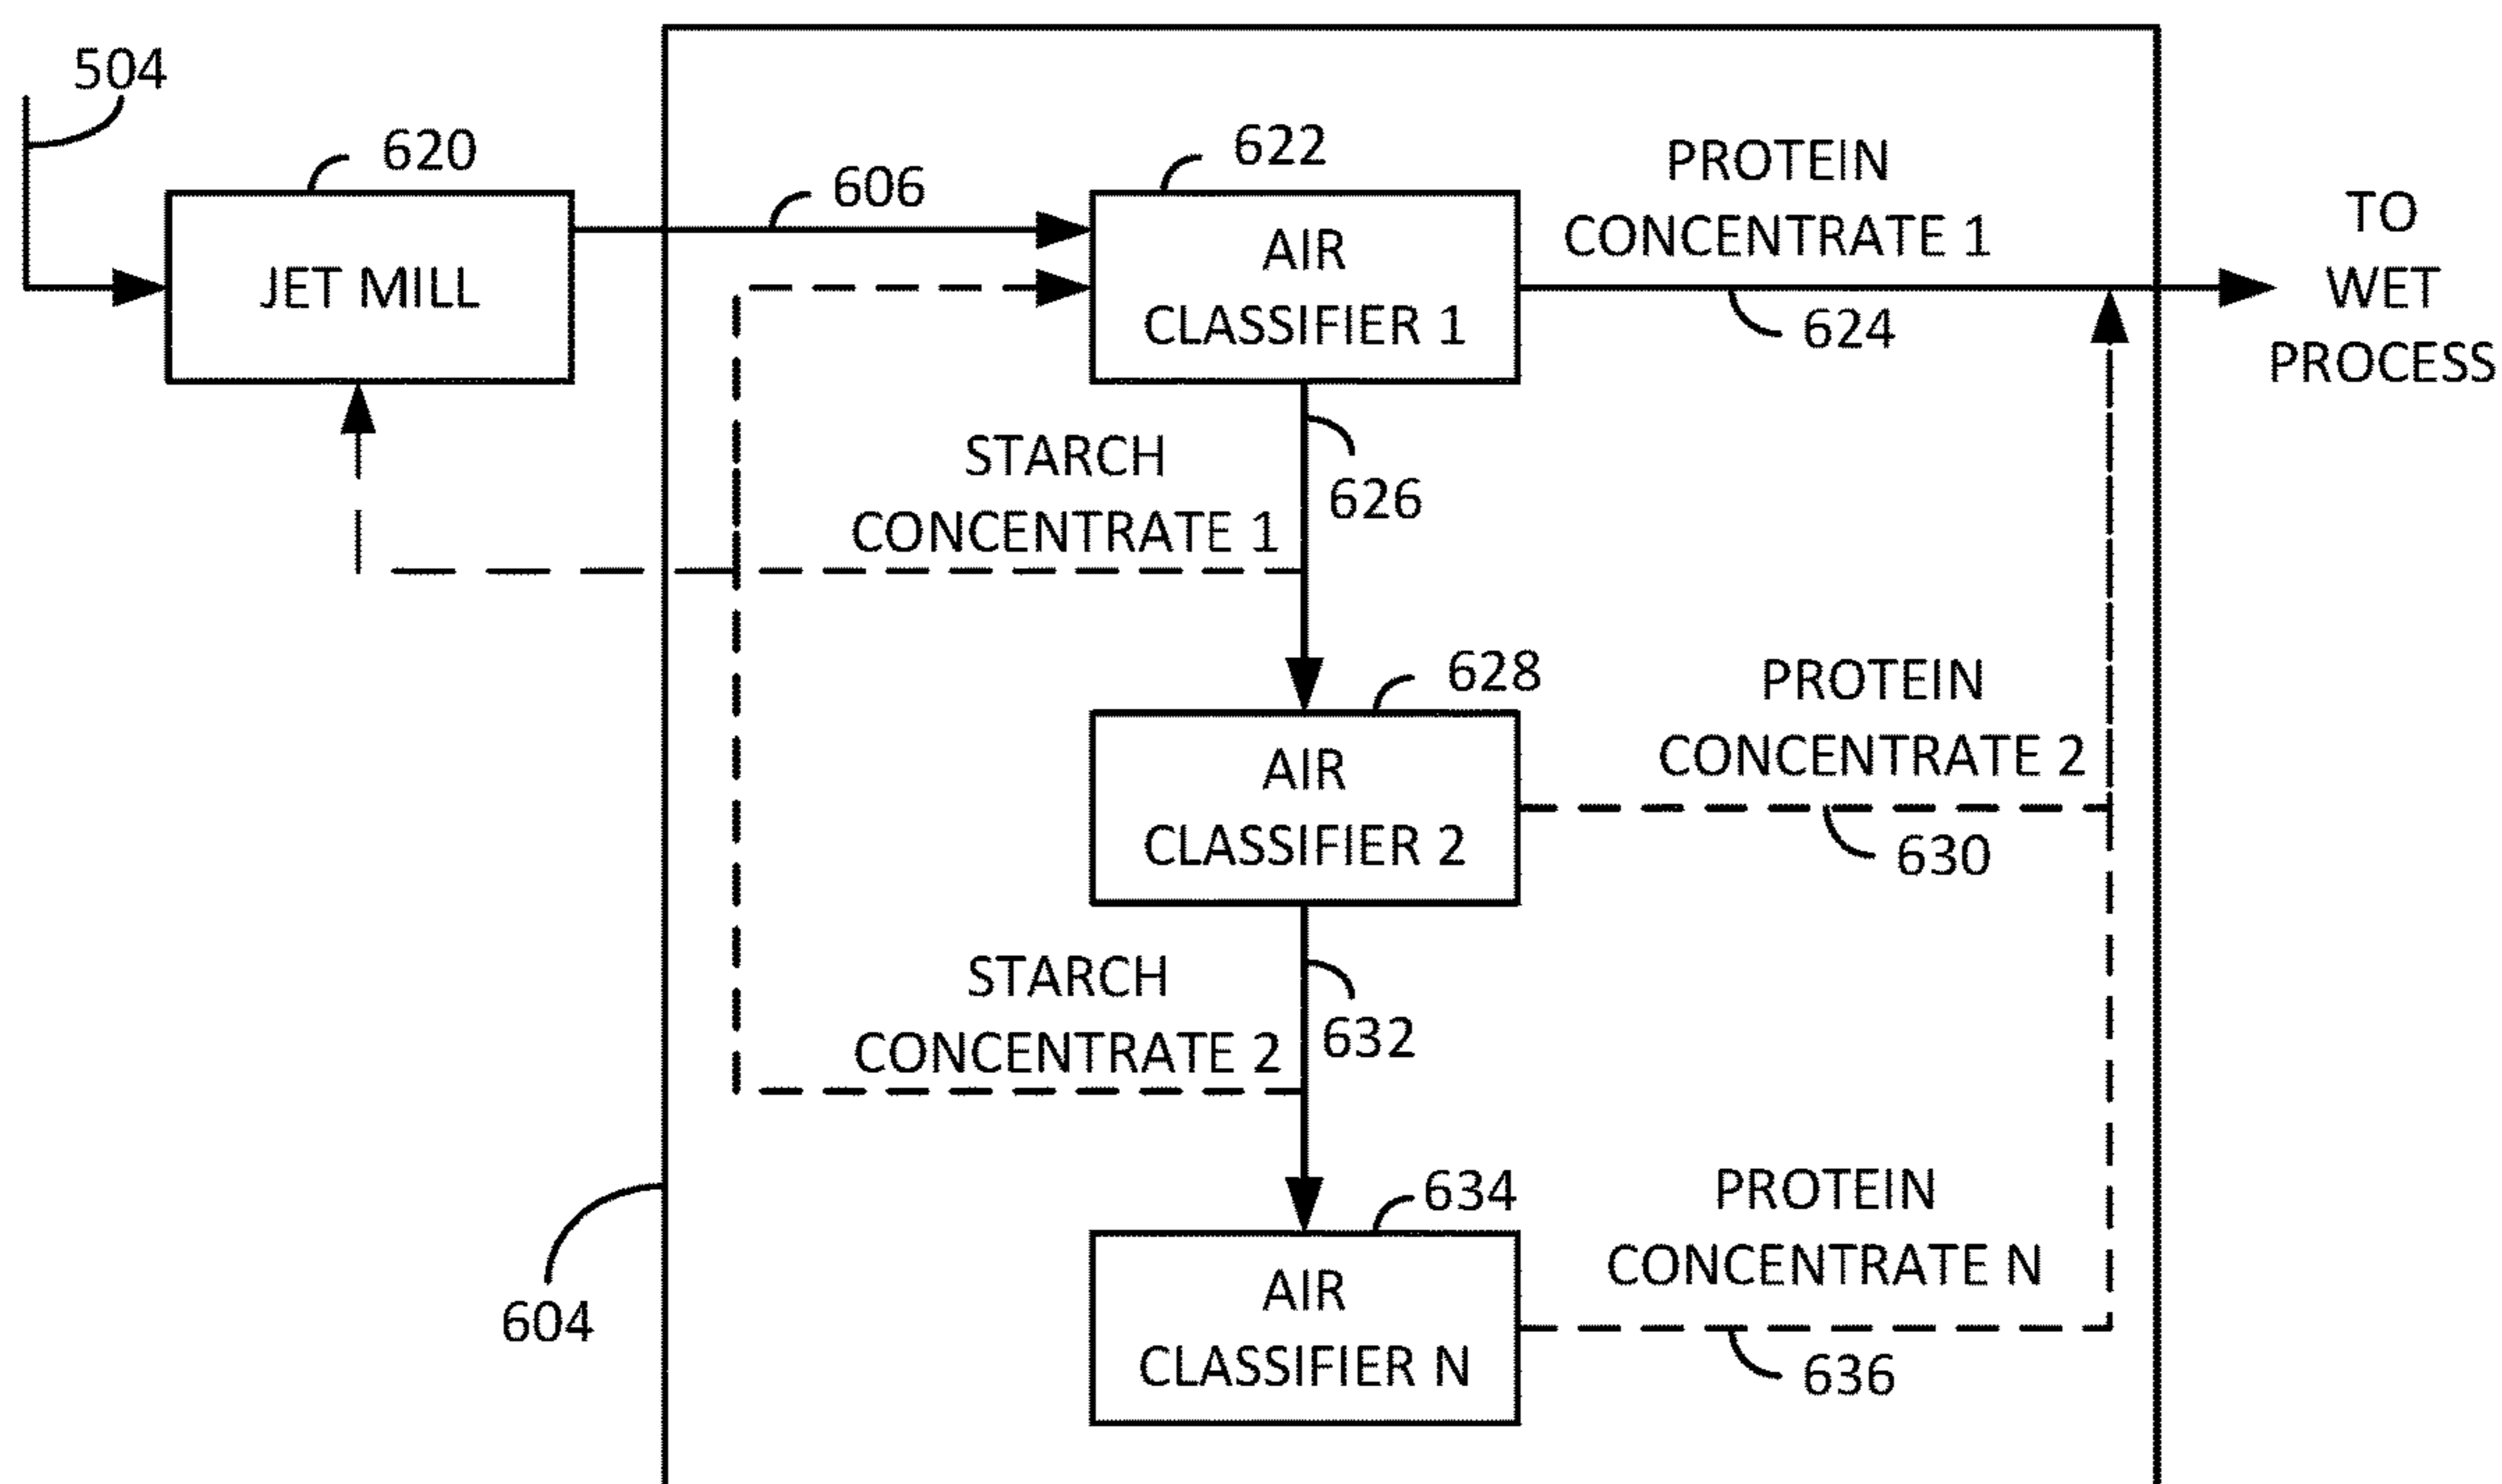 504
620
JET MILL
606
622
AIR
CLASSIFIER 1
PROTEIN
CONCENTRATE 1
624
TO
WET
PROCESS
STARCH
CONCENTRATE 1
626
628
AIR
CLASSIFIER 2
PROTEIN
CONCENTRATE 2
630
STARCH
CONCENTRATE 2
632
604
634
AIR
CLASSIFIER N
PROTEIN
CONCENTRATE N
636